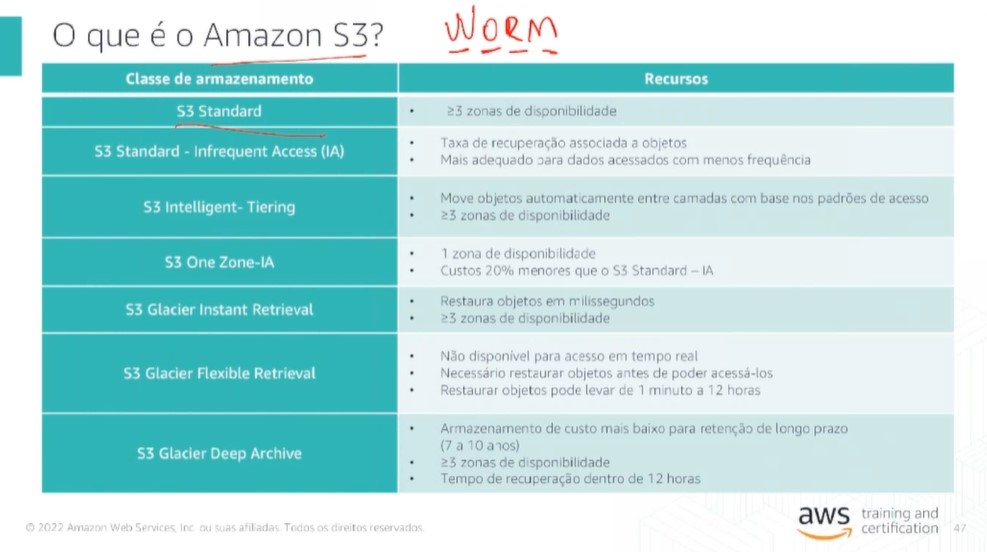 O que é o Amazon S3?
WORM
Classe de armazenamento
Recursos
S3 Standard
• ≥3 zonas de disponibilidade
S3 Standard - Infrequent Access (IA)
• Taxa de recuperação associada a objetos
• Mais adequado para dados acessados com menos frequência
S3 Intelligent- Tiering
• Move objetos automaticamente entre camadas com base nos padrões de acesso
• ≥3 zonas de disponibilidade
S3 One Zone-IA
• 1 zona de disponibilidade
• Custos 20% menores que o S3 Standard – IA
S3 Glacier Instant Retrieval
• Restaura objetos em milissegundos
• ≥3 zonas de disponibilidade
S3 Glacier Flexible Retrieval
• Não disponível para acesso em tempo real
• Necessário restaurar objetos antes de poder acessá-los
• Restaurar objetos pode levar de 1 minuto a 12 horas
S3 Glacier Deep Archive
• Armazenamento de custo mais baixo para retenção de longo prazo
(7 a 10 anos)
• ≥3 zonas de disponibilidade
• Tempo de recuperação dentro de 12 horas
© 2022 Amazon Web Services, Inc. ou suas afiliadas. Todos os direitos reservados.
aws training and
certification
47